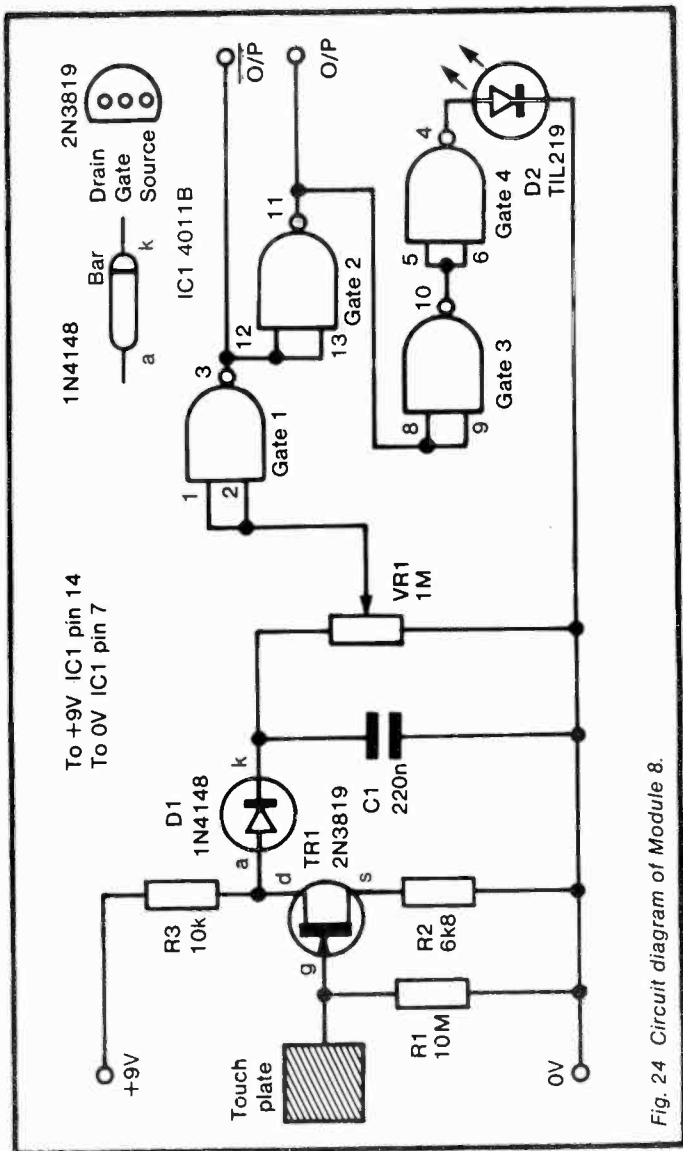 To +9V IC1 pin 14
To 0V IC1 pin 7
1N4148
Bar
a
k
2N3819
Drain
Gate
Source
IC1 4011B
+9V
R3
10k
D1
1N4148
a
k
d
TR1
2N3819
g
s
Touch
plate
R1
10M
R2
6k8
C1
220n
VR1
1M
0V
1
2
3
Gate 1
12
13
11
Gate 2
O/P
O/P
8
9
10
Gate 3
5
6
4
Gate 4
D2
TIL219
Fig. 24 Circuit diagram of Module 8.